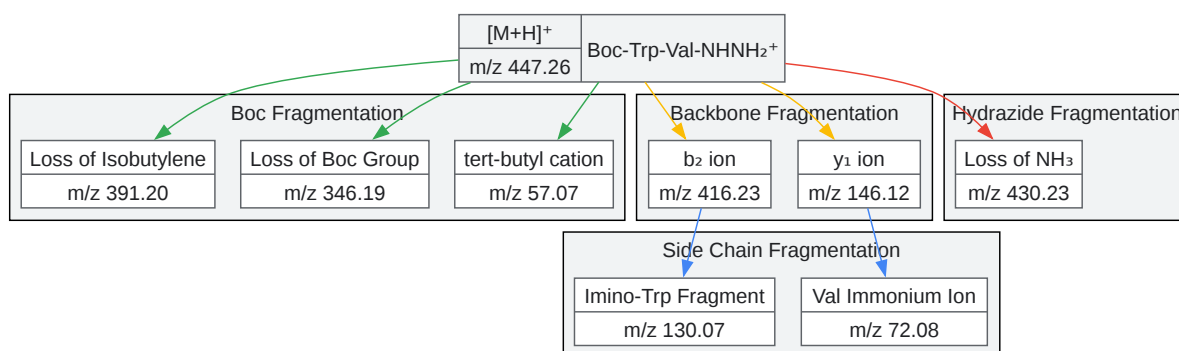 [M+H]⁺
m/z 447.26
Boc-Trp-Val-NHNH₂⁺
Boc Fragmentation
Backbone Fragmentation
Hydrazide Fragmentation
Loss of Isobutylene
m/z 391.20
Loss of Boc Group
m/z 346.19
tert-butyl cation
m/z 57.07
b₂ ion
m/z 416.23
y₁ ion
m/z 146.12
Loss of NH₃
m/z 430.23
Side Chain Fragmentation
Imino-Trp Fragment
m/z 130.07
Val Immonium Ion
m/z 72.08